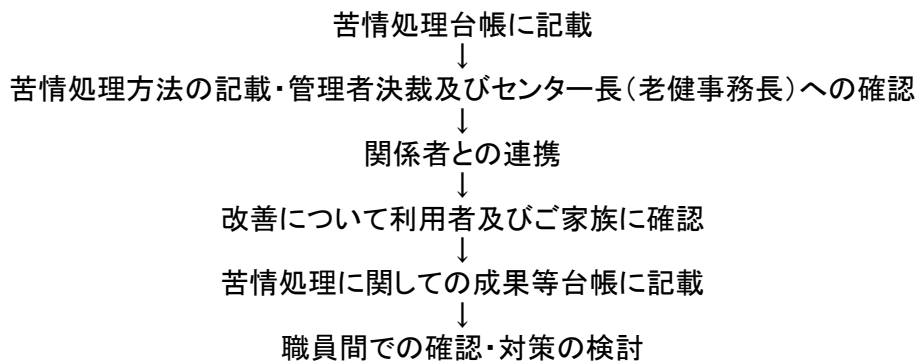 苦情処理台帳に記載
↓
苦情処理方法の記載・管理者決裁及びセンター長（老健事務長）への確認
↓
関係者との連携
↓
改善について利用者及びご家族に確認
↓
苦情処理に関しての成果等台帳に記載
↓
職員間での確認・対策の検討